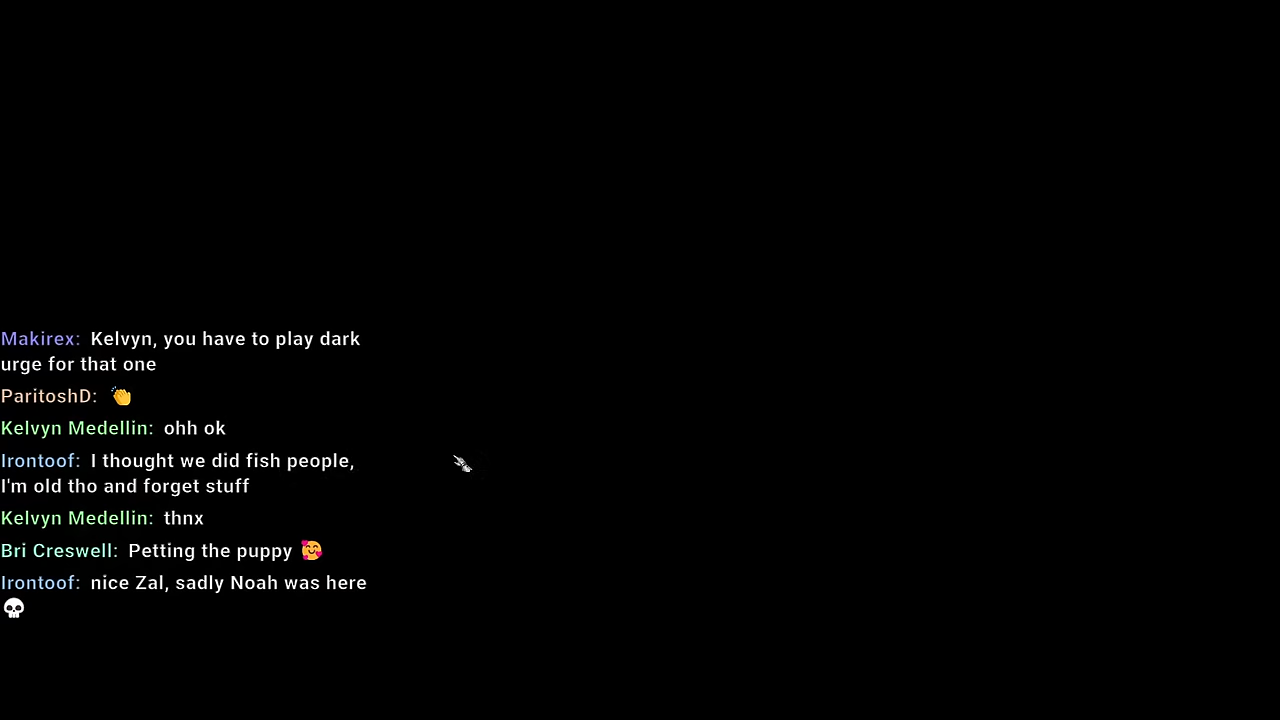 Makirex: Kelvyn, you have to play dark
urge for that one
ParitoshD: 👏
Kelvyn Medellin: ohh ok
Irontoof: I thought we did fish people,
I'm old tho and forget stuff
Kelvyn Medellin: thnx
Bri Creswell: Petting the puppy 🥰
Irontoof: nice Zal, sadly Noah was here
💀